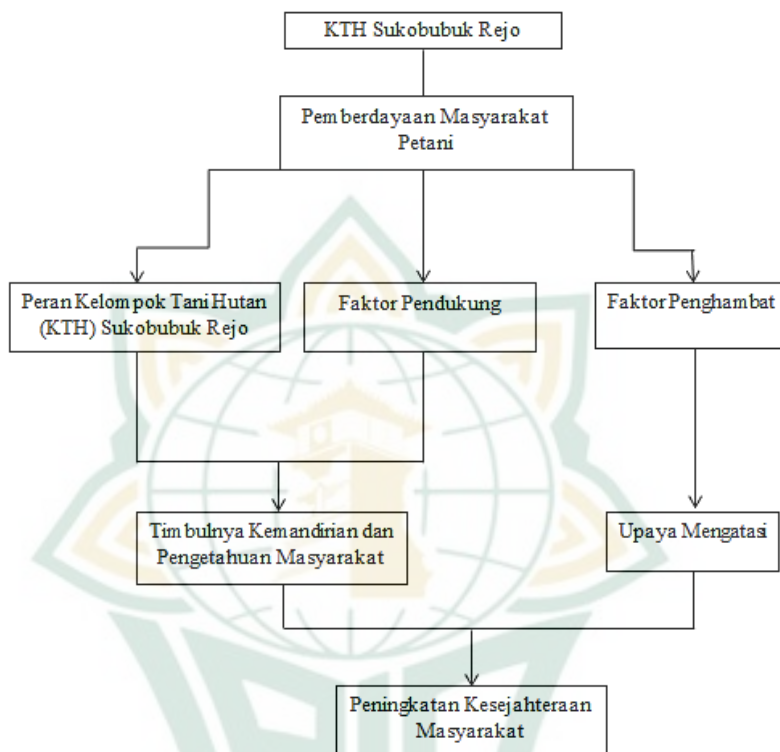 KTH Sukobubuk Rejo
Pemberdayaan Masyarakat
Petani
Peran Kelompok Tani Hutan
(KTH) Sukobubuk Rejo
Faktor Pendukung
Faktor Penghambat
Timbulnya Kemandirian dan
Pengetahuan Masyarakat
Upaya Mengatasi
Peningkatan Kesejahteraan
Masyarakat